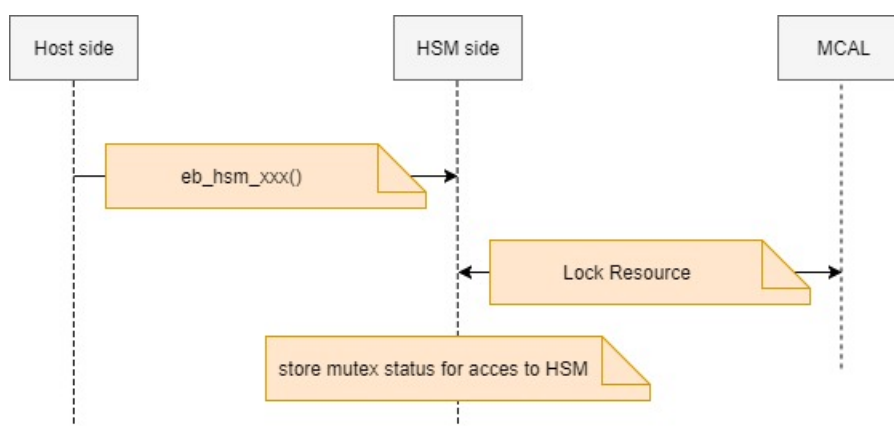 Host side
HSM side
MCAL
eb_hsm_xxx()
Lock Resource
store mutex status for acces to HSM